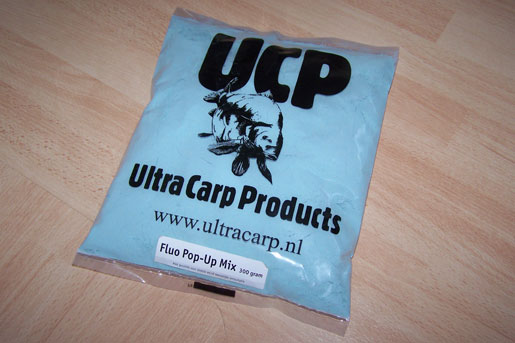 UCP
Ultra Carp Products
www.ultracarp.nl
Fluo Pop-Up Mix 300 gram